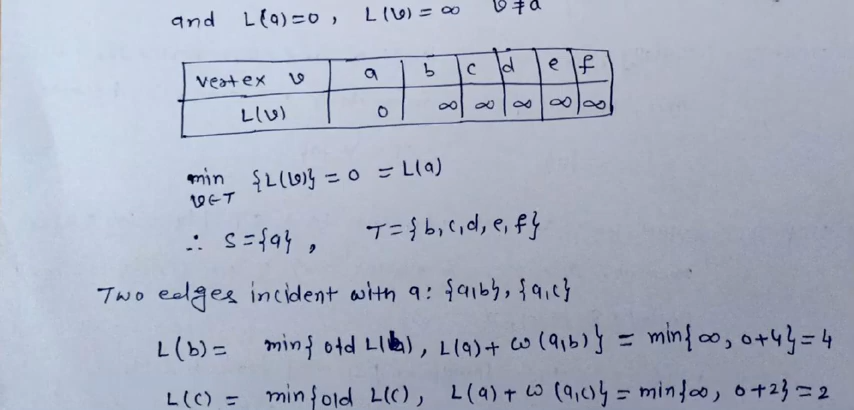 and L(a)=0, L(v)=∞ v≠a
vertex v a b c d e f
L(v) 0 ∞ ∞ ∞ ∞ ∞
min {L(v)} = 0 = L(a)
v∈T
∴ S={a}, T={b,c,d,e,f}
Two edges incident with a: {a,b}, {a,c}
L(b) = min{ old L(b), L(a)+ω(a,b)} = min{∞, 0+4}=4
L(c) = min{old L(c), L(a)+ω(a,c)}=min{∞, 0+2}=2